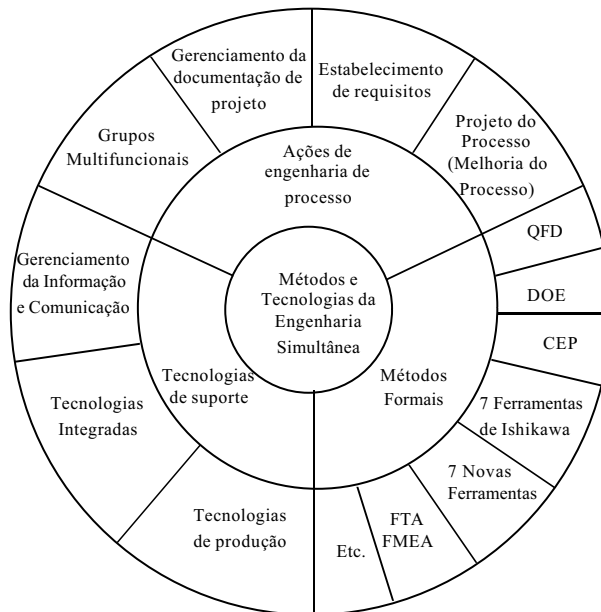 Gerenciamento da
documentação de
projeto
Estabelecimento
de requisitos
Grupos
Multifuncionais
Projeto do
Processo
(Melhoria do
Processo)
Ações de
engenharia de
processo
QFD
Gerenciamento
da Informação
e Comunicação
Métodos e
Tecnologias da
Engenharia
Simultânea
DOE
CEP
Tecnologias
de suporte
Métodos
Formais
Tecnologias
Integradas
7 Ferramentas
de Ishikawa
7 Novas
Ferramentas
Tecnologias
de produção
FTA
FMEA
Etc.